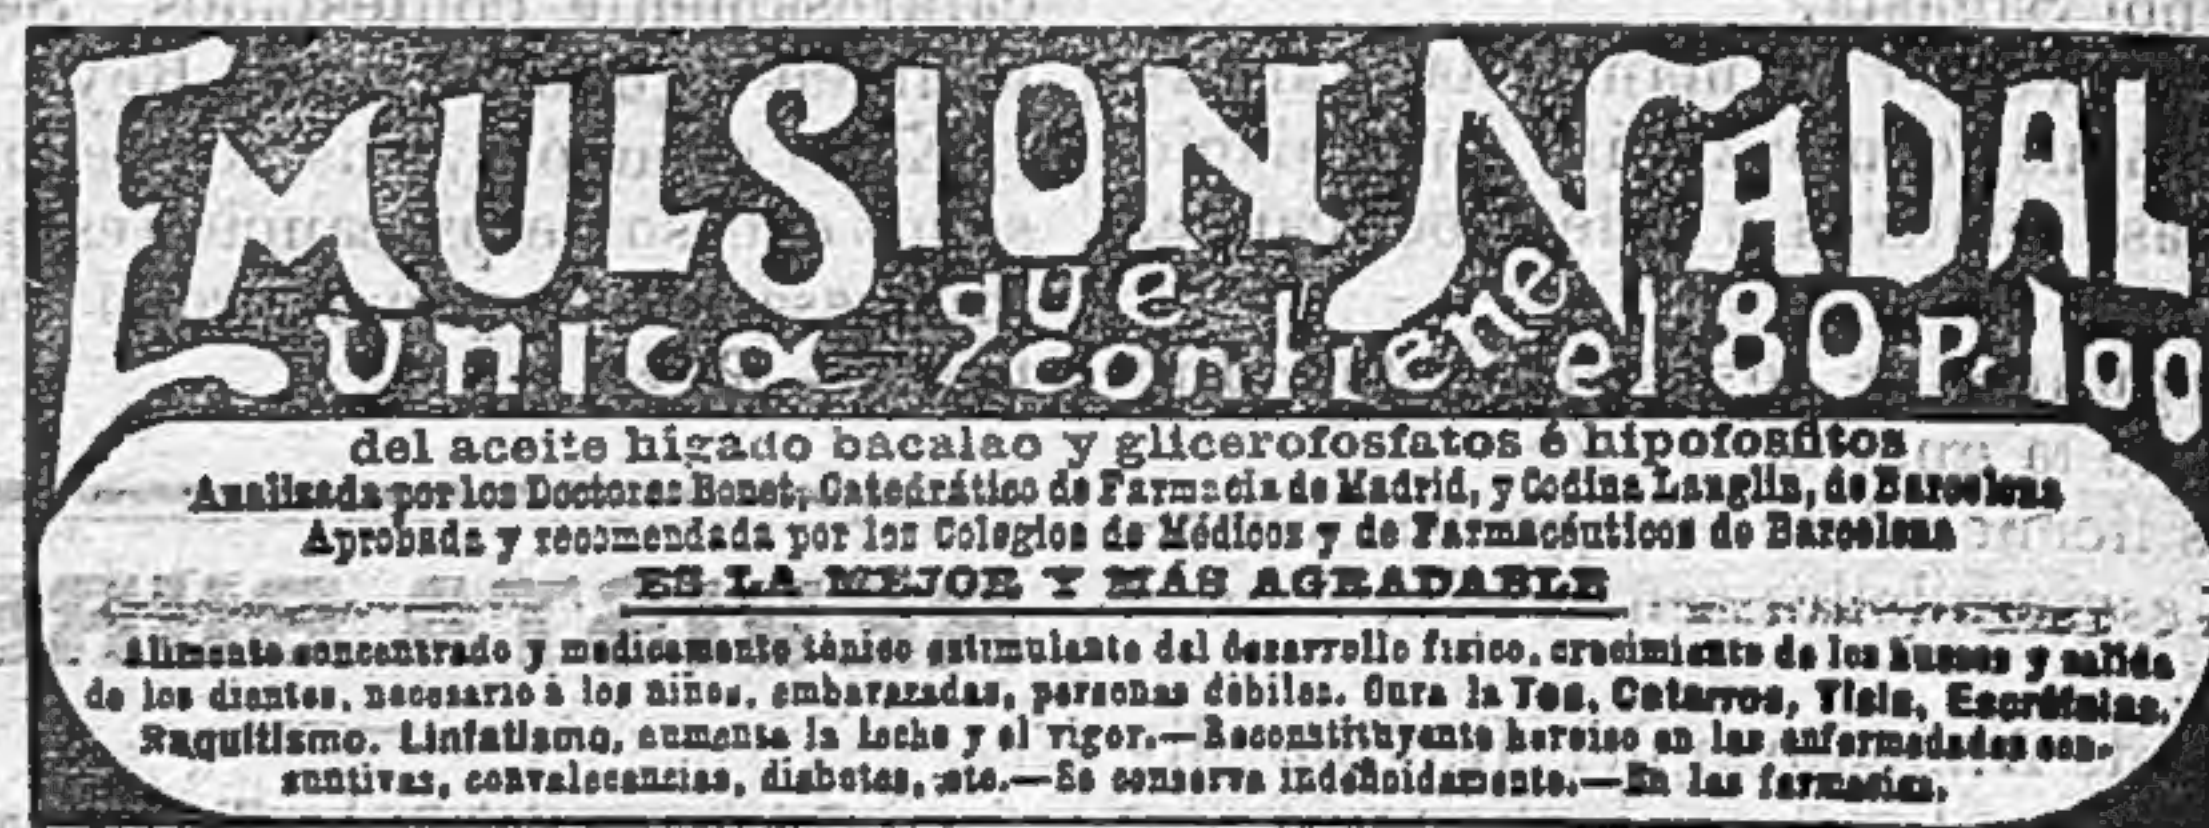 EMULSION NADAL
única que contiene el 80 P. 100
del aceite hígado bacalao y glicerofosfatos é hipofosfitos
Analizada por los Doctores Bonet, Catedrático de Farmacia de Madrid, y Codina Langlin, de Barcelona
Aprobada y recomendada por los Colegios de Médicos y de Farmacéuticos de Barcelona
ES LA MEJOR Y MÁS AGRADABLE
Alimento concentrado y medicamento tónico estimulante del desarrollo físico, crecimiento de los huesos y salida
de los dientes, necesario á los niños, embarazadas, personas débiles. Cura la Tos, Catarros, Tisis, Escrófulas,
Raquitismo. Linfatismo, aumenta la leche y el vigor.—Reconstituyente heroico en las enfermedades con-
suntivas, convalecencias, diabetes, etc.—Se conserva indefinidamente.—En las farmacias.